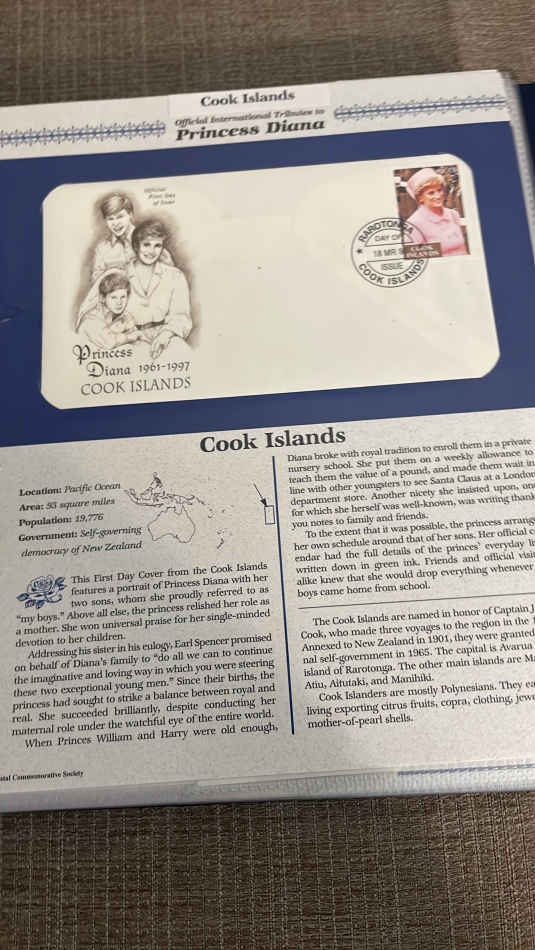 Cook Islands
Official International Tributes to
Princess Diana
Official
First Day
of Issue
Princess
Diana 1961-1997
COOK ISLANDS
RAROTONGA
DAY OF
18 MR
ISSUE
COOK ISLANDS
COOK
ISLANDS
Cook Islands
Location: Pacific Ocean
Area: 93 square miles
Population: 19,776
Government: Self-governing
democracy of New Zealand
This First Day Cover from the Cook Islands
features a portrait of Princess Diana with her
two sons, whom she proudly referred to as
“my boys.” Above all else, the princess relished her role as
a mother. She won universal praise for her single-minded
devotion to her children.
Addressing his sister in his eulogy, Earl Spencer promised
on behalf of Diana’s family to “do all we can to continue
the imaginative and loving way in which you were steering
these two exceptional young men.” Since their births, the
princess had sought to strike a balance between royal and
real. She succeeded brilliantly, despite conducting her
maternal role under the watchful eye of the entire world.
When Princes William and Harry were old enough,
Diana broke with royal tradition to enroll them in a private
nursery school. She put them on a weekly allowance to
teach them the value of a pound, and made them wait in
line with other youngsters to see Santa Claus at a London
department store. Another nicety she insisted upon,
for which she herself was well-known, was writing thank
you notes to family and friends.
To the extent that it was possible, the princess
her own schedule around that of her sons. Her official
endar had the full details of the princes’ everyday
written down in green ink. Friends and official
alike knew that she would drop everything whenever
boys came home from school.
The Cook Islands are named in honor of Captain J
Cook, who made three voyages to the region in the
Annexed to New Zealand in 1901, they were granted
nal self-government in 1965. The capital is Avarua
island of Rarotonga. The other main islands are
Atiu, Aitutaki, and Manihiki.
Cook Islanders are mostly Polynesians. They
living exporting citrus fruits, copra, clothing,
mother-of-pearl shells.
stal Commemorative Society